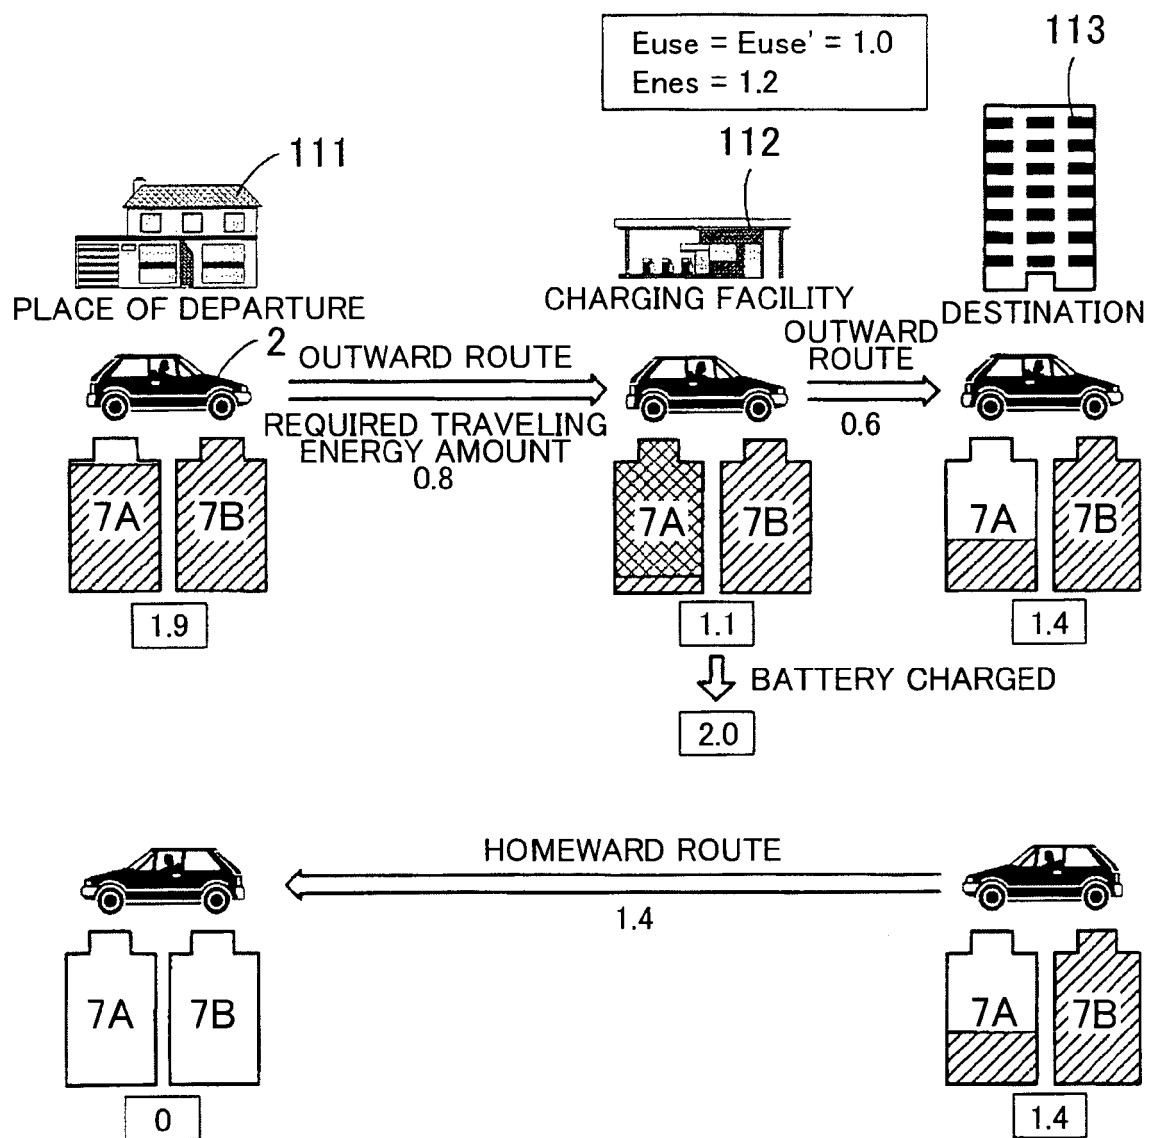 Euse = Euse' = 1.0
Enes = 1.2
113
111
112
PLACE OF DEPARTURE
CHARGING FACILITY
DESTINATION
2
OUTWARD ROUTE
REQUIRED TRAVELING
ENERGY AMOUNT
0.8
OUTWARD
ROUTE
0.6
7A
7B
7A
7B
7A
7B
1.9
1.1
1.4
BATTERY CHARGED
2.0
HOMEWARD ROUTE
1.4
7A
7B
7A
7B
0
1.4